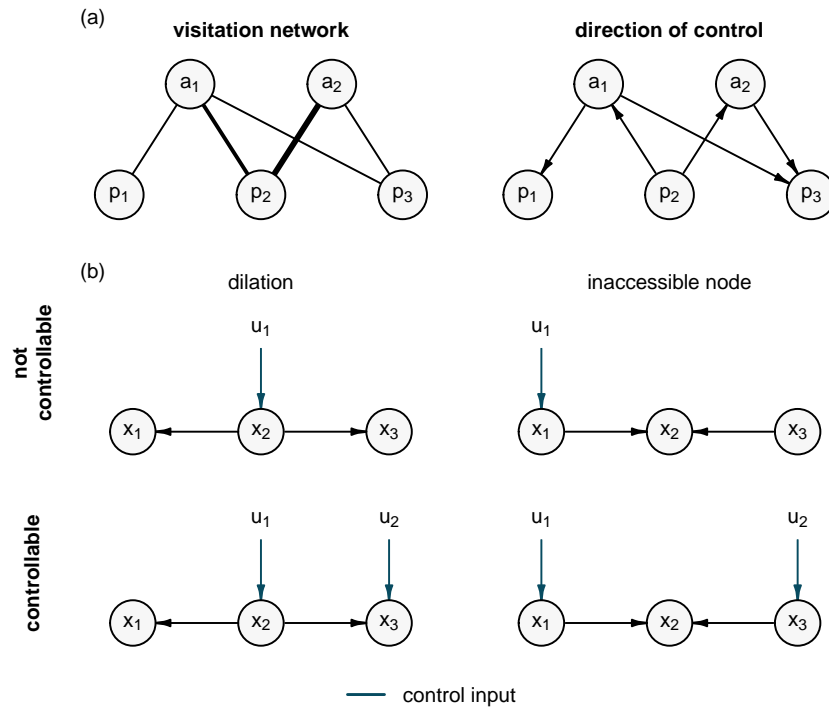 (a)
visitation network
direction of control
a1 a2
a1 a2
p1 p2 p3
p1 p2 p3
(b)
dilation
inaccessible node
not
controllable
u1
u1
x1 x2 x3
x1 x2 x3
controllable
u1 u2
u1 u2
x1 x2 x3
x1 x2 x3
control input